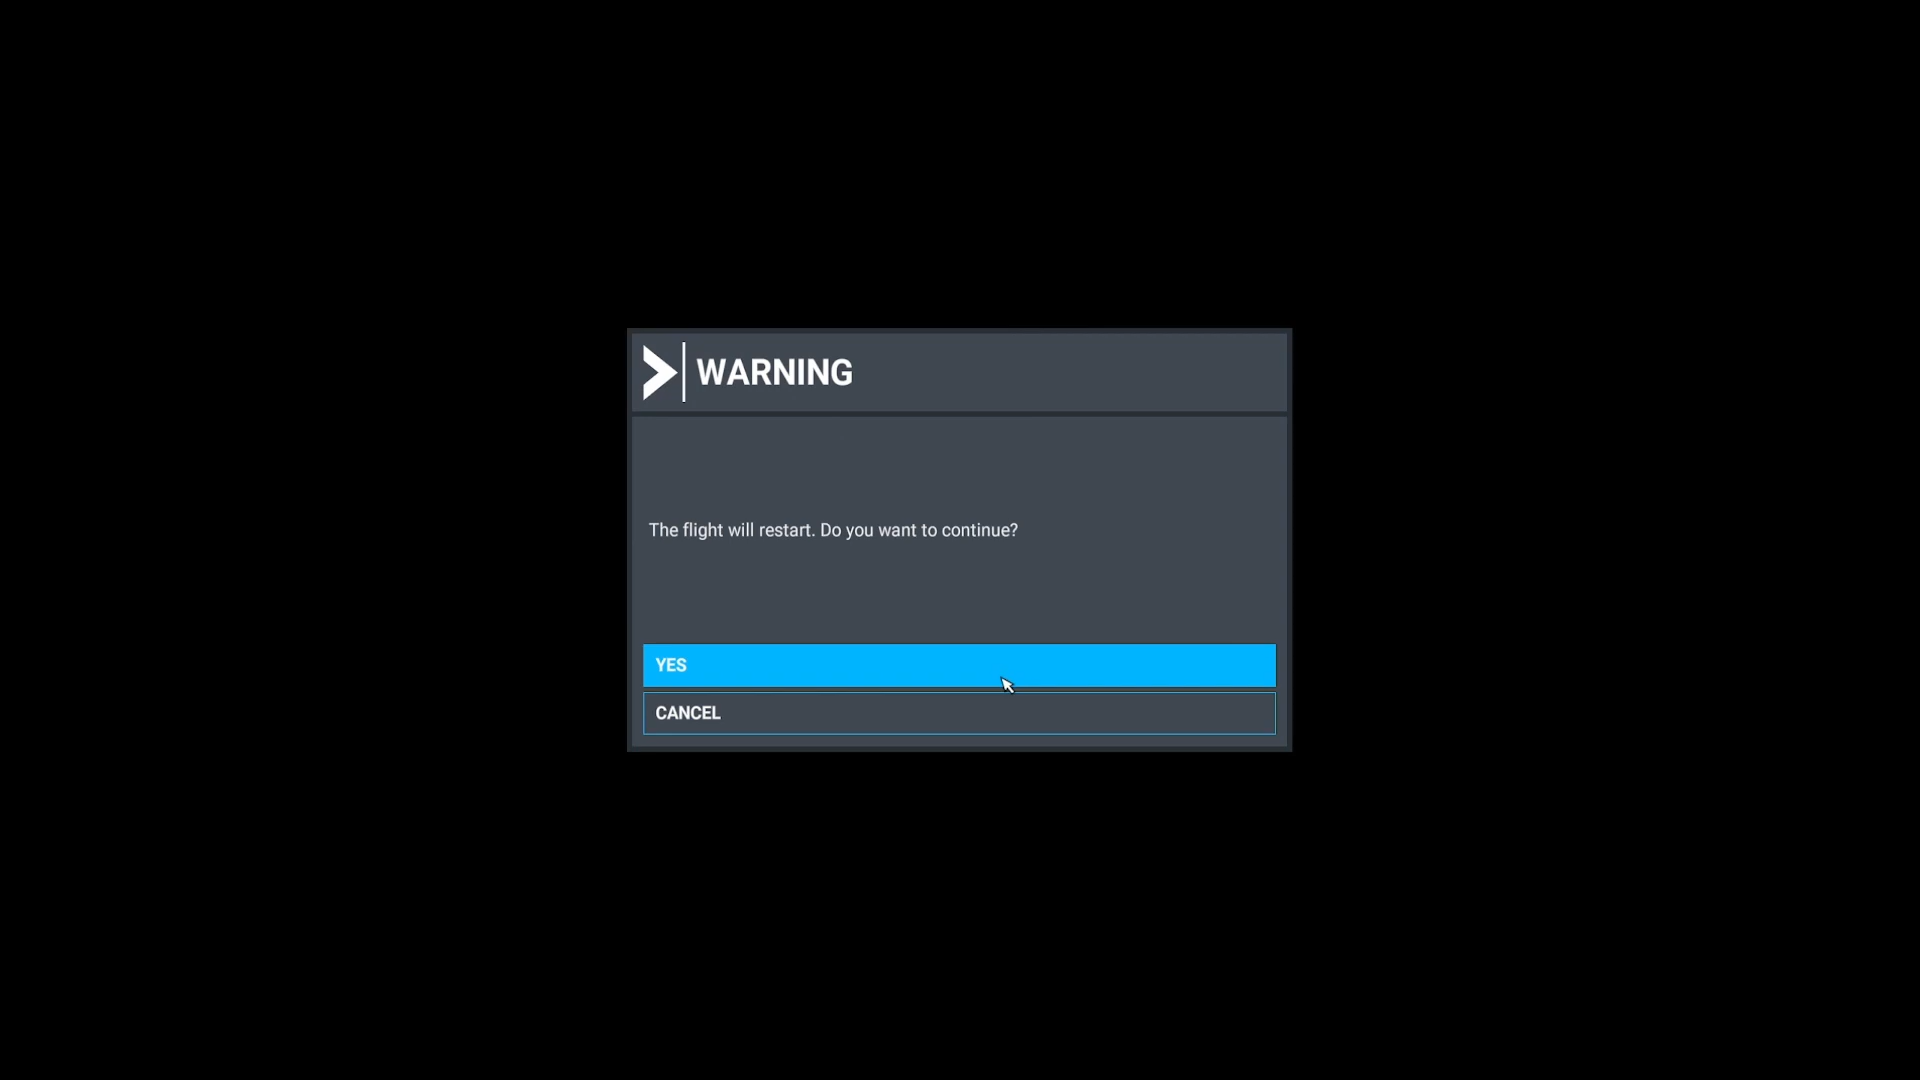 WARNING
The flight will restart. Do you want to continue?
YES
CANCEL